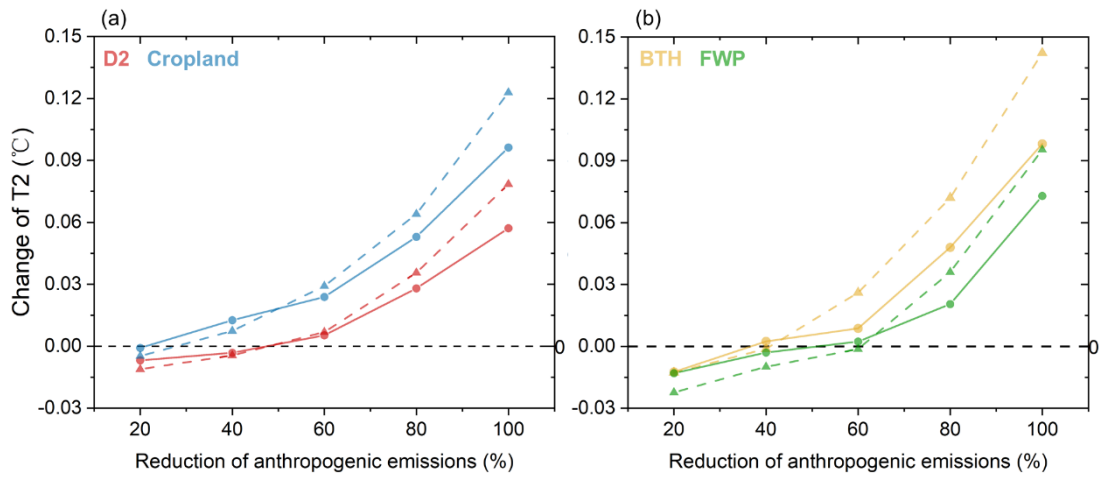 (a)
D2 Cropland
0.15
0.12
0.09
0.06
0.03
0.00
-0.03
0
20 40 60 80 100
Change of T2 (℃)
Reduction of anthropogenic emissions (%)
(b)
BTH FWP
0.15
0.12
0.09
0.06
0.03
0.00
-0.03
0
20 40 60 80 100
Reduction of anthropogenic emissions (%)